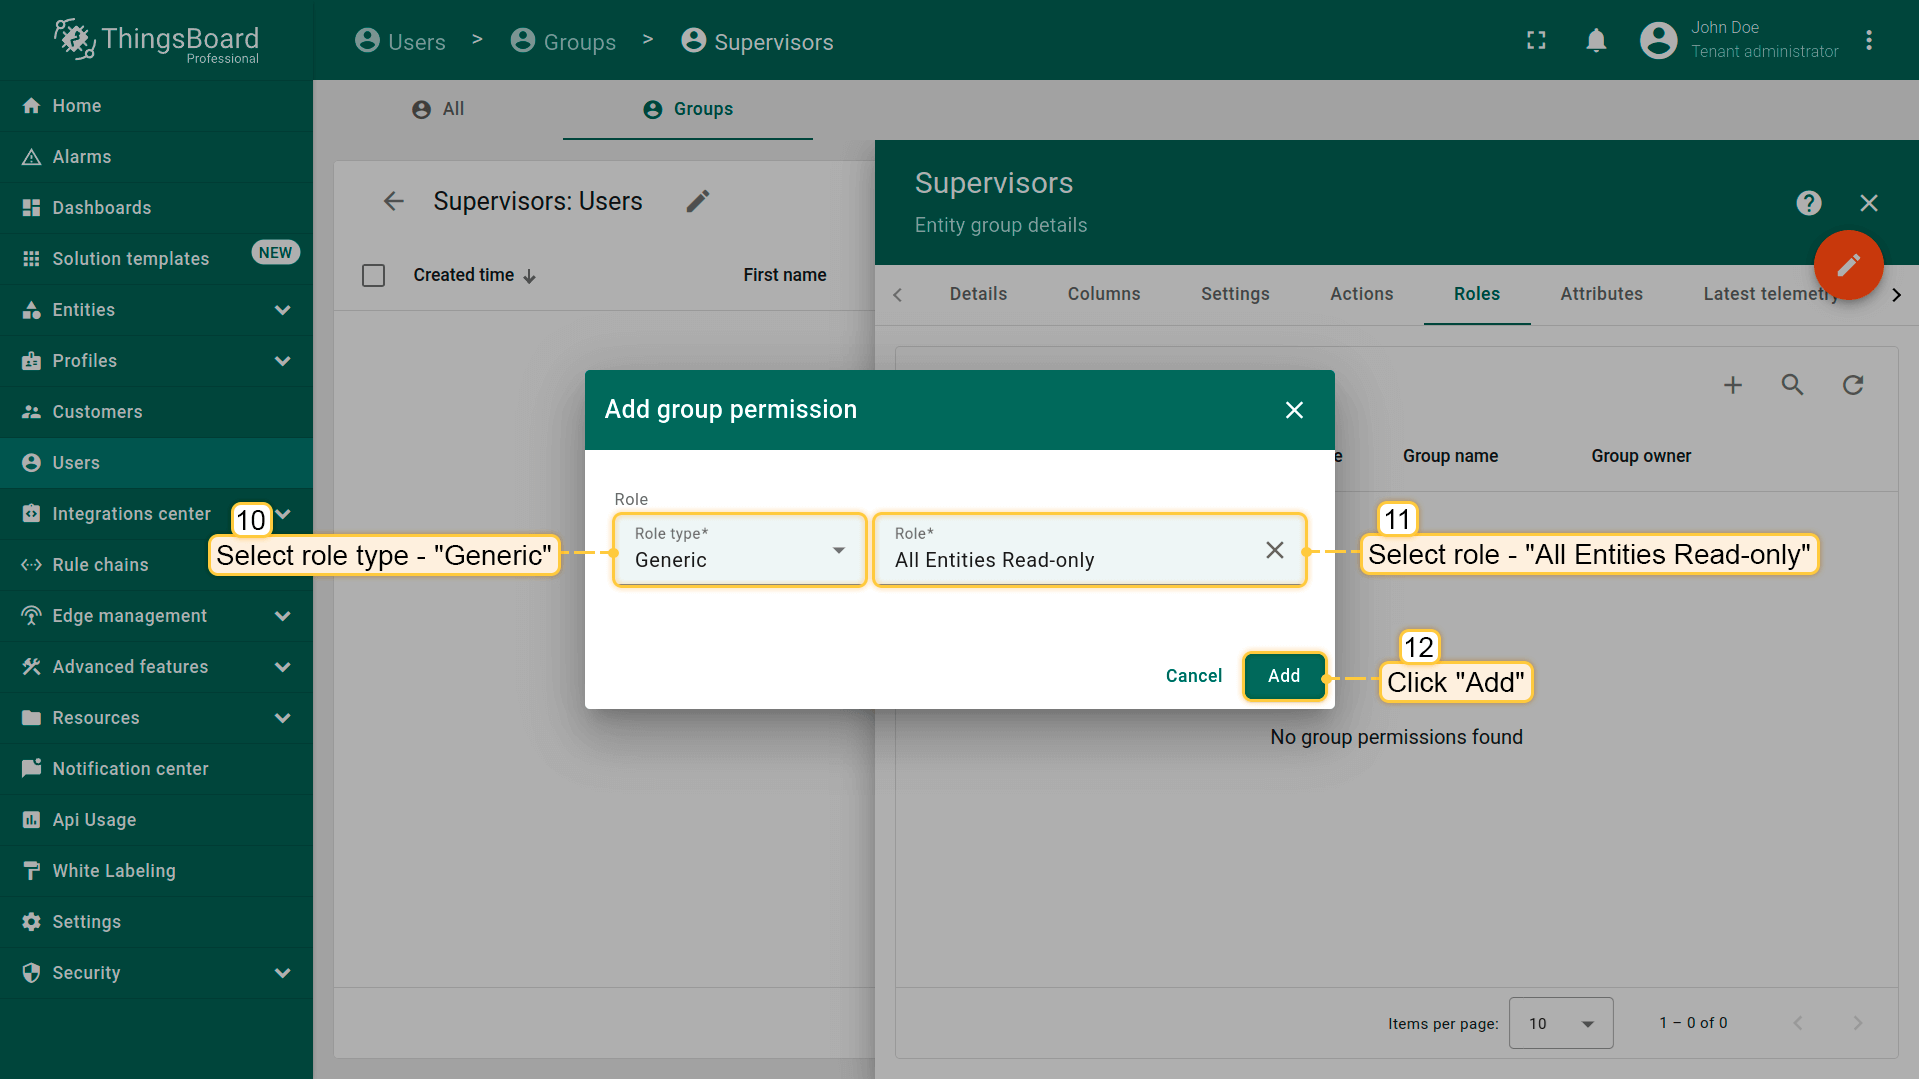 ThingsBoard
Professional
Users > Groups > Supervisors
John Doe
Tenant administrator
Home
Alarms
Dashboards
Solution templates NEW
Entities
Profiles
Customers
Users
Integrations center
Rule chains
Edge management
Advanced features
Resources
Notification center
Api Usage
White Labeling
Settings
Security
All Groups
Supervisors: Users
Created time First name
Supervisors
Entity group details
?
Details Columns Settings Actions Roles Attributes Latest telemetry
e Group name Group owner
Add group permission
Role
Role type* Role*
Generic All Entities Read-only
10
Select role type - "Generic"
11
Select role - "All Entities Read-only"
Cancel Add
12
Click "Add"
No group permissions found
Items per page: 10 1 – 0 of 0